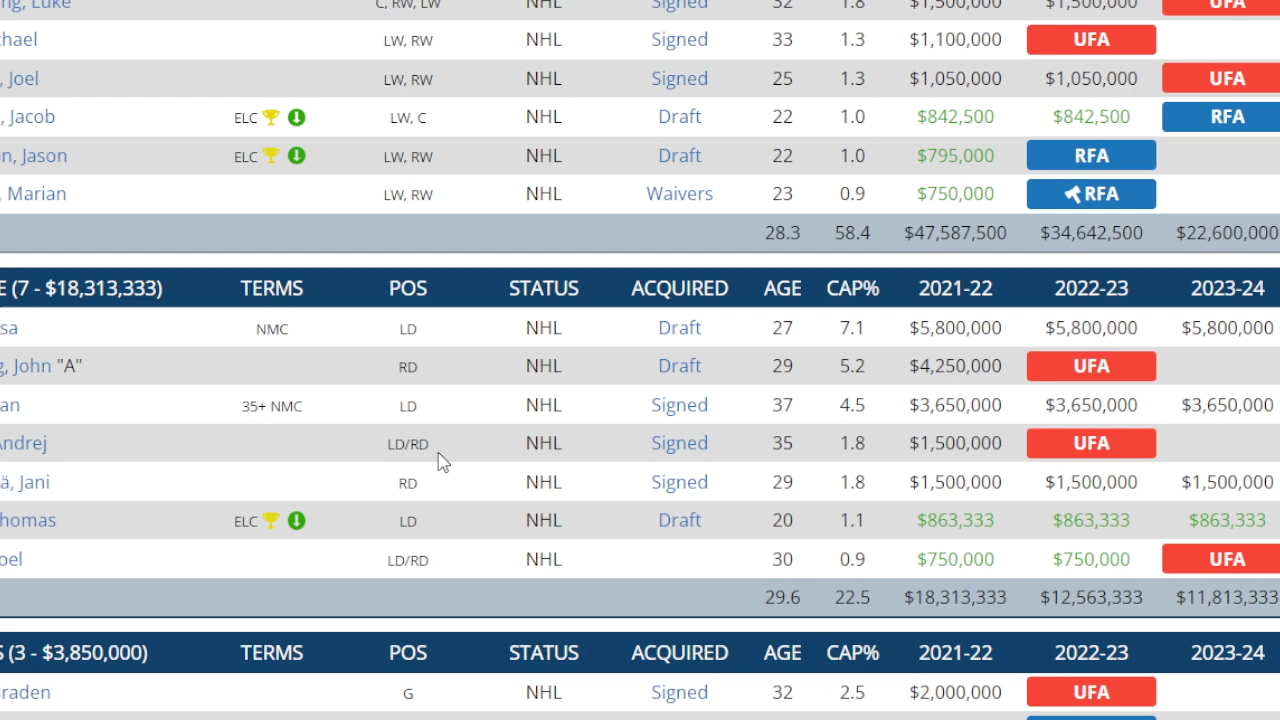 ng, Luke C, RW, LW NHL Signed 32 1.8 $1,500,000 $1,500,000 UFA
chael LW, RW NHL Signed 33 1.3 $1,100,000 UFA
, Joel LW, RW NHL Signed 25 1.3 $1,050,000 $1,050,000 UFA
, Jacob ELC LW, C NHL Draft 22 1.0 $842,500 $842,500 RFA
n, Jason ELC LW, RW NHL Draft 22 1.0 $795,000 RFA
, Marian LW, RW NHL Waivers 23 0.9 $750,000 RFA
28.3 58.4 $47,587,500 $34,642,500 $22,600,000
E (7 - $18,313,333) TERMS POS STATUS ACQUIRED AGE CAP% 2021-22 2022-23 2023-24
sa NMC LD NHL Draft 27 7.1 $5,800,000 $5,800,000 $5,800,000
g, John "A" RD NHL Draft 29 5.2 $4,250,000 UFA
an 35+ NMC LD NHL Signed 37 4.5 $3,650,000 $3,650,000 $3,650,000
Andrej LD/RD NHL Signed 35 1.8 $1,500,000 UFA
ä, Jani RD NHL Signed 29 1.8 $1,500,000 $1,500,000 $1,500,000
homas ELC LD NHL Draft 20 1.1 $863,333 $863,333 $863,333
oel LD/RD NHL 30 0.9 $750,000 $750,000 UFA
29.6 22.5 $18,313,333 $12,563,333 $11,813,333
S (3 - $3,850,000) TERMS POS STATUS ACQUIRED AGE CAP% 2021-22 2022-23 2023-24
Graden G NHL Signed 32 2.5 $2,000,000 UFA